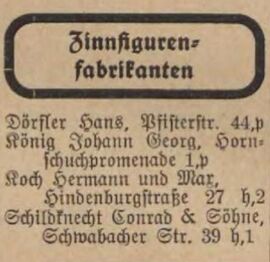 Zinnfiguren=
fabrikanten
Dörfler Hans, Pfisterstr. 44,p
König Johann Georg, Horn=
schuchpromenade 1,p
Koch Hermann und Max,
Hindenburgstraße 27 h,2
Schildknecht Conrad & Söhne,
Schwabacher Str. 39 h,1